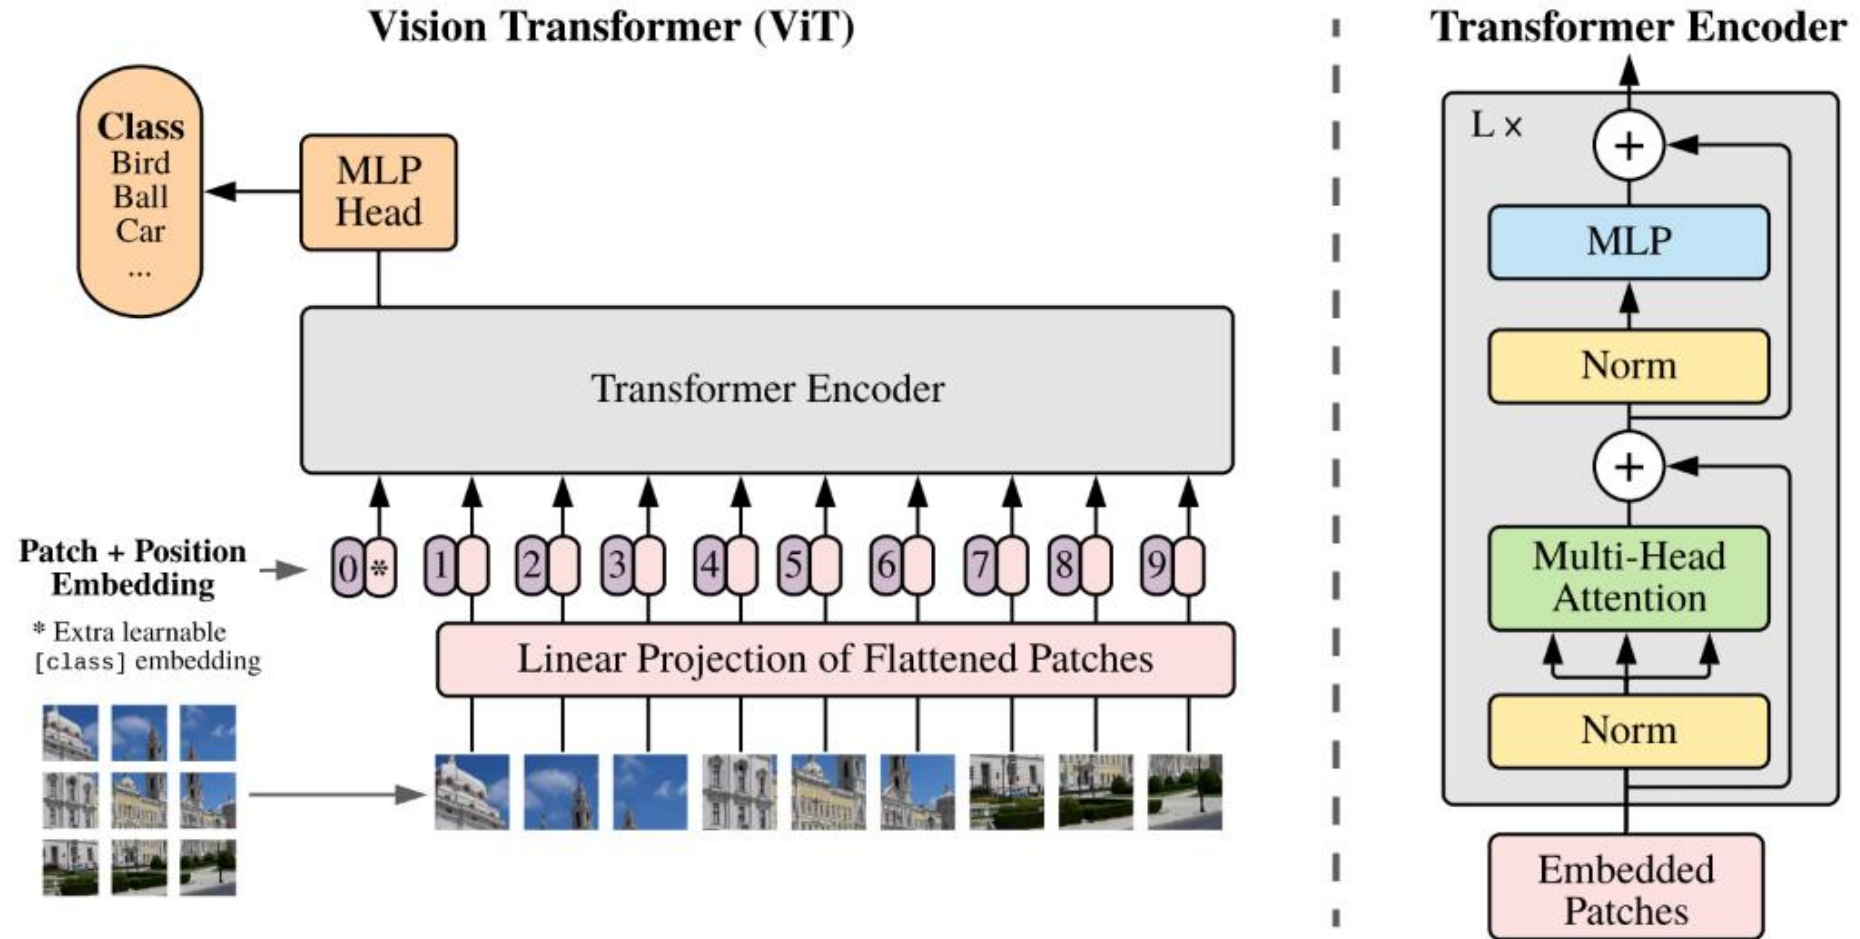 Vision Transformer (ViT)
Class
Bird
Ball
Car
...
MLP
Head
Transformer Encoder
Patch + Position
Embedding
* Extra learnable
[class] embedding
0 * 1 2 3 4 5 6 7 8 9
Linear Projection of Flattened Patches
Transformer Encoder
L ×
+
MLP
Norm
+
Multi-Head
Attention
Norm
Embedded
Patches